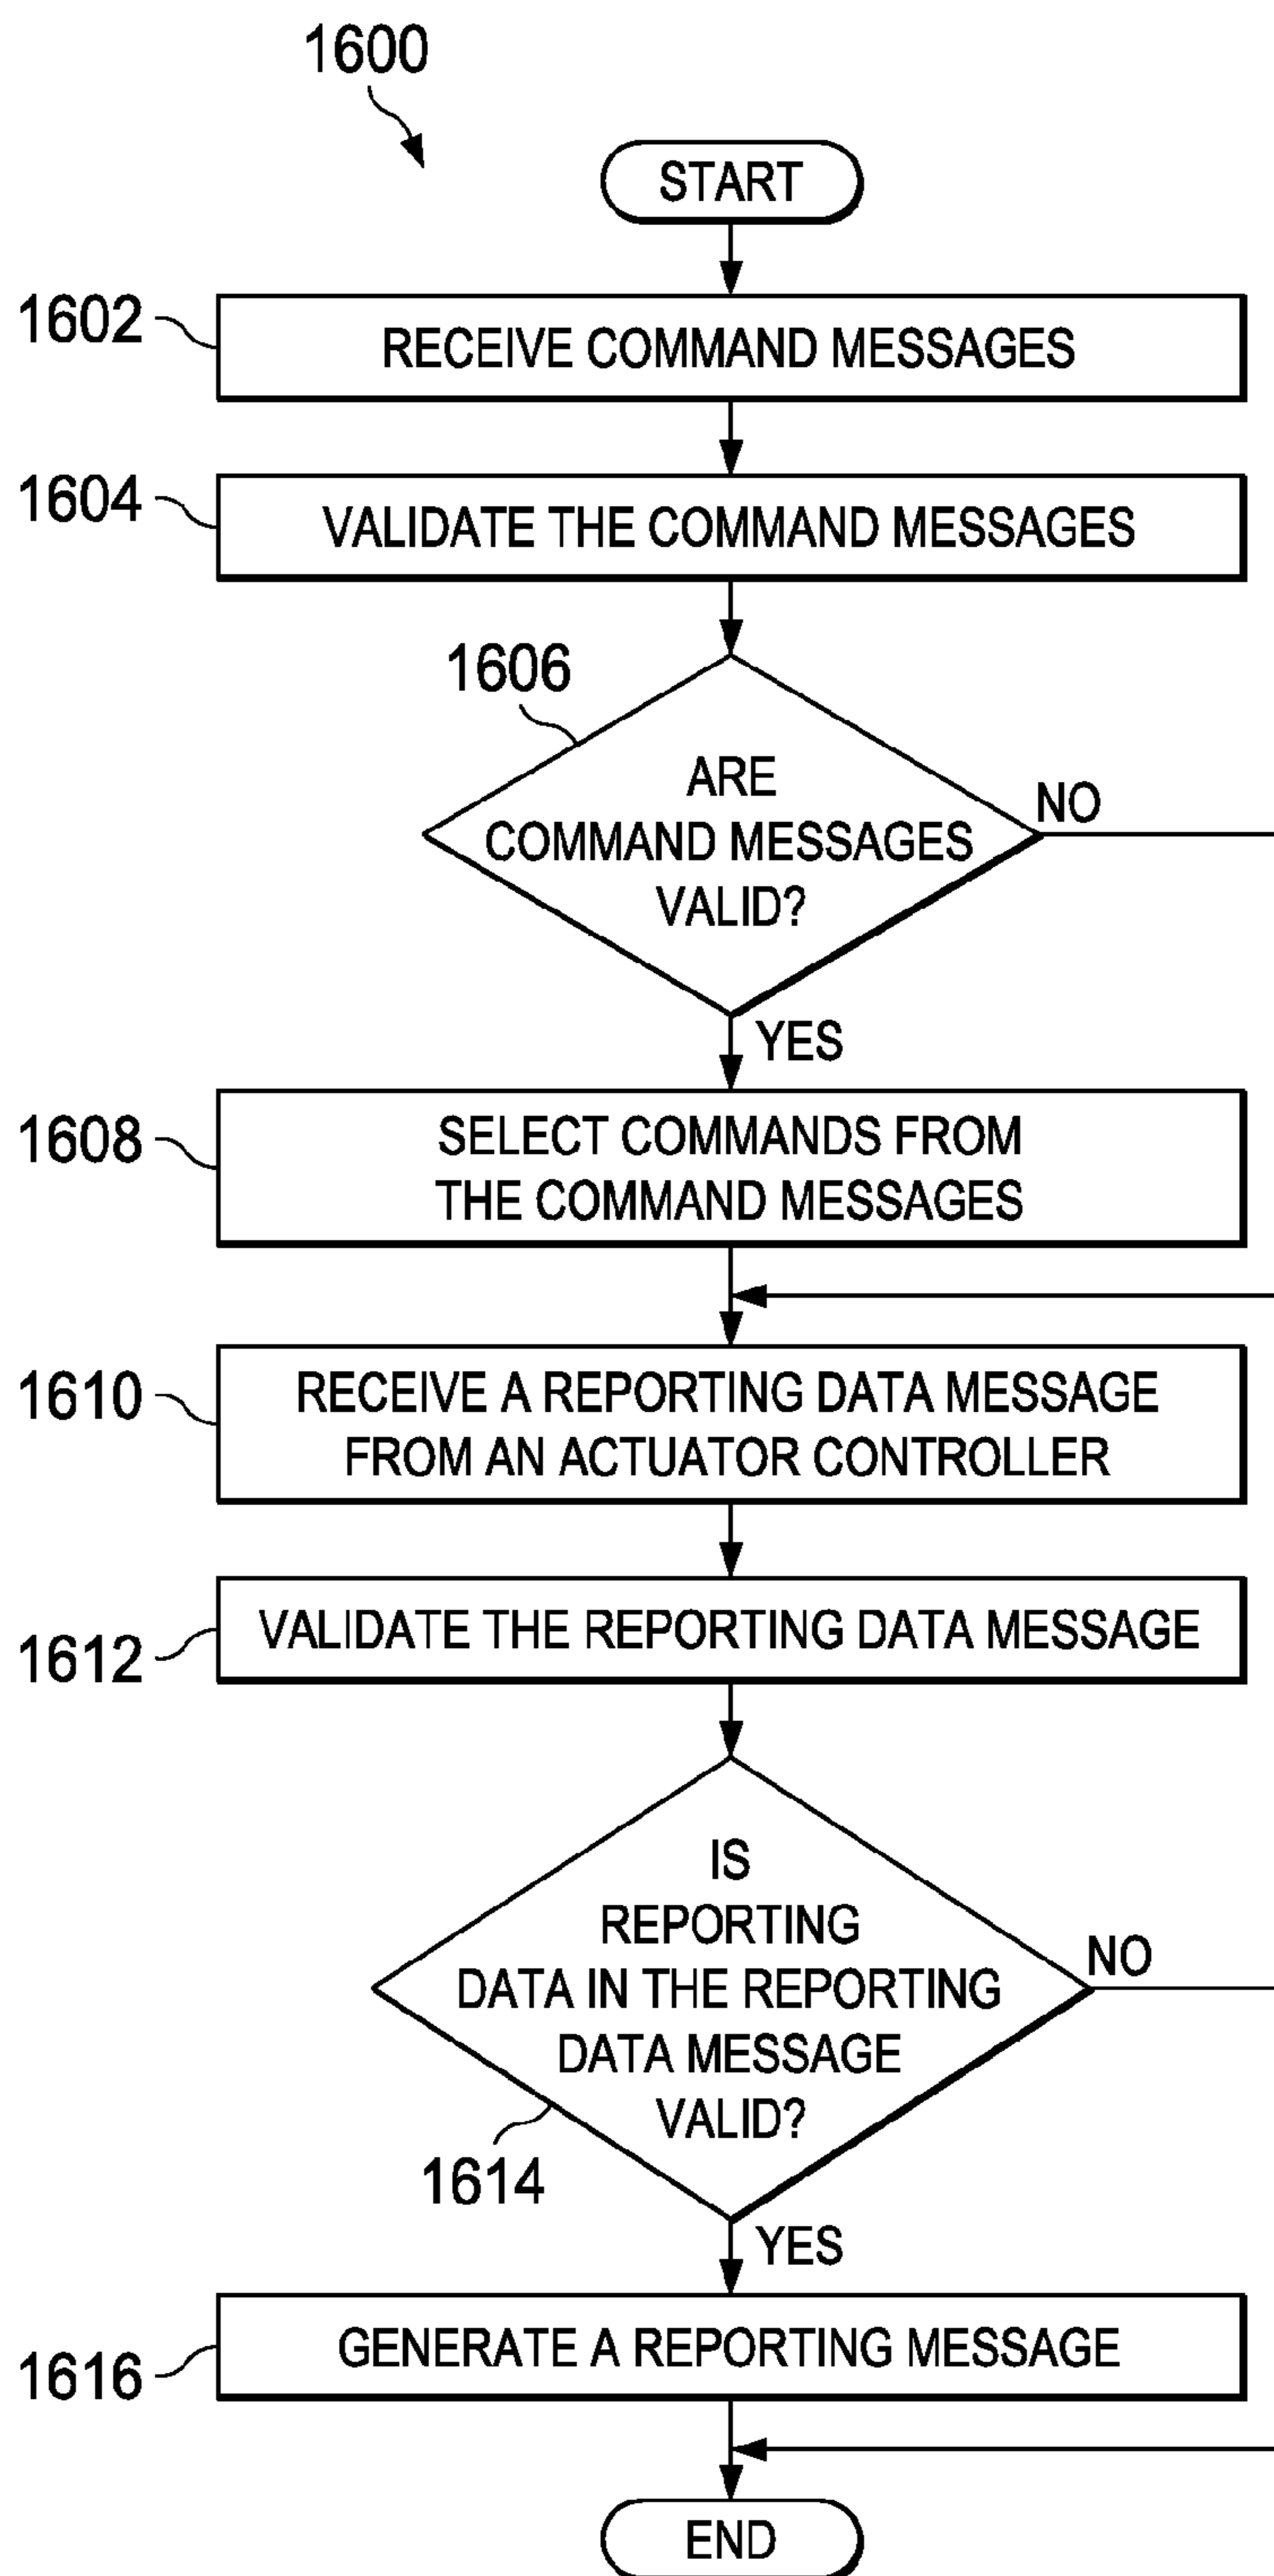 1600
START
1602
RECEIVE COMMAND MESSAGES
1604
VALIDATE THE COMMAND MESSAGES
1606
ARE
COMMAND MESSAGES
VALID?
NO
YES
1608
SELECT COMMANDS FROM
THE COMMAND MESSAGES
1610
RECEIVE A REPORTING DATA MESSAGE
FROM AN ACTUATOR CONTROLLER
1612
VALIDATE THE REPORTING DATA MESSAGE
IS
REPORTING
DATA IN THE REPORTING
DATA MESSAGE
VALID?
NO
1614
YES
1616
GENERATE A REPORTING MESSAGE
END